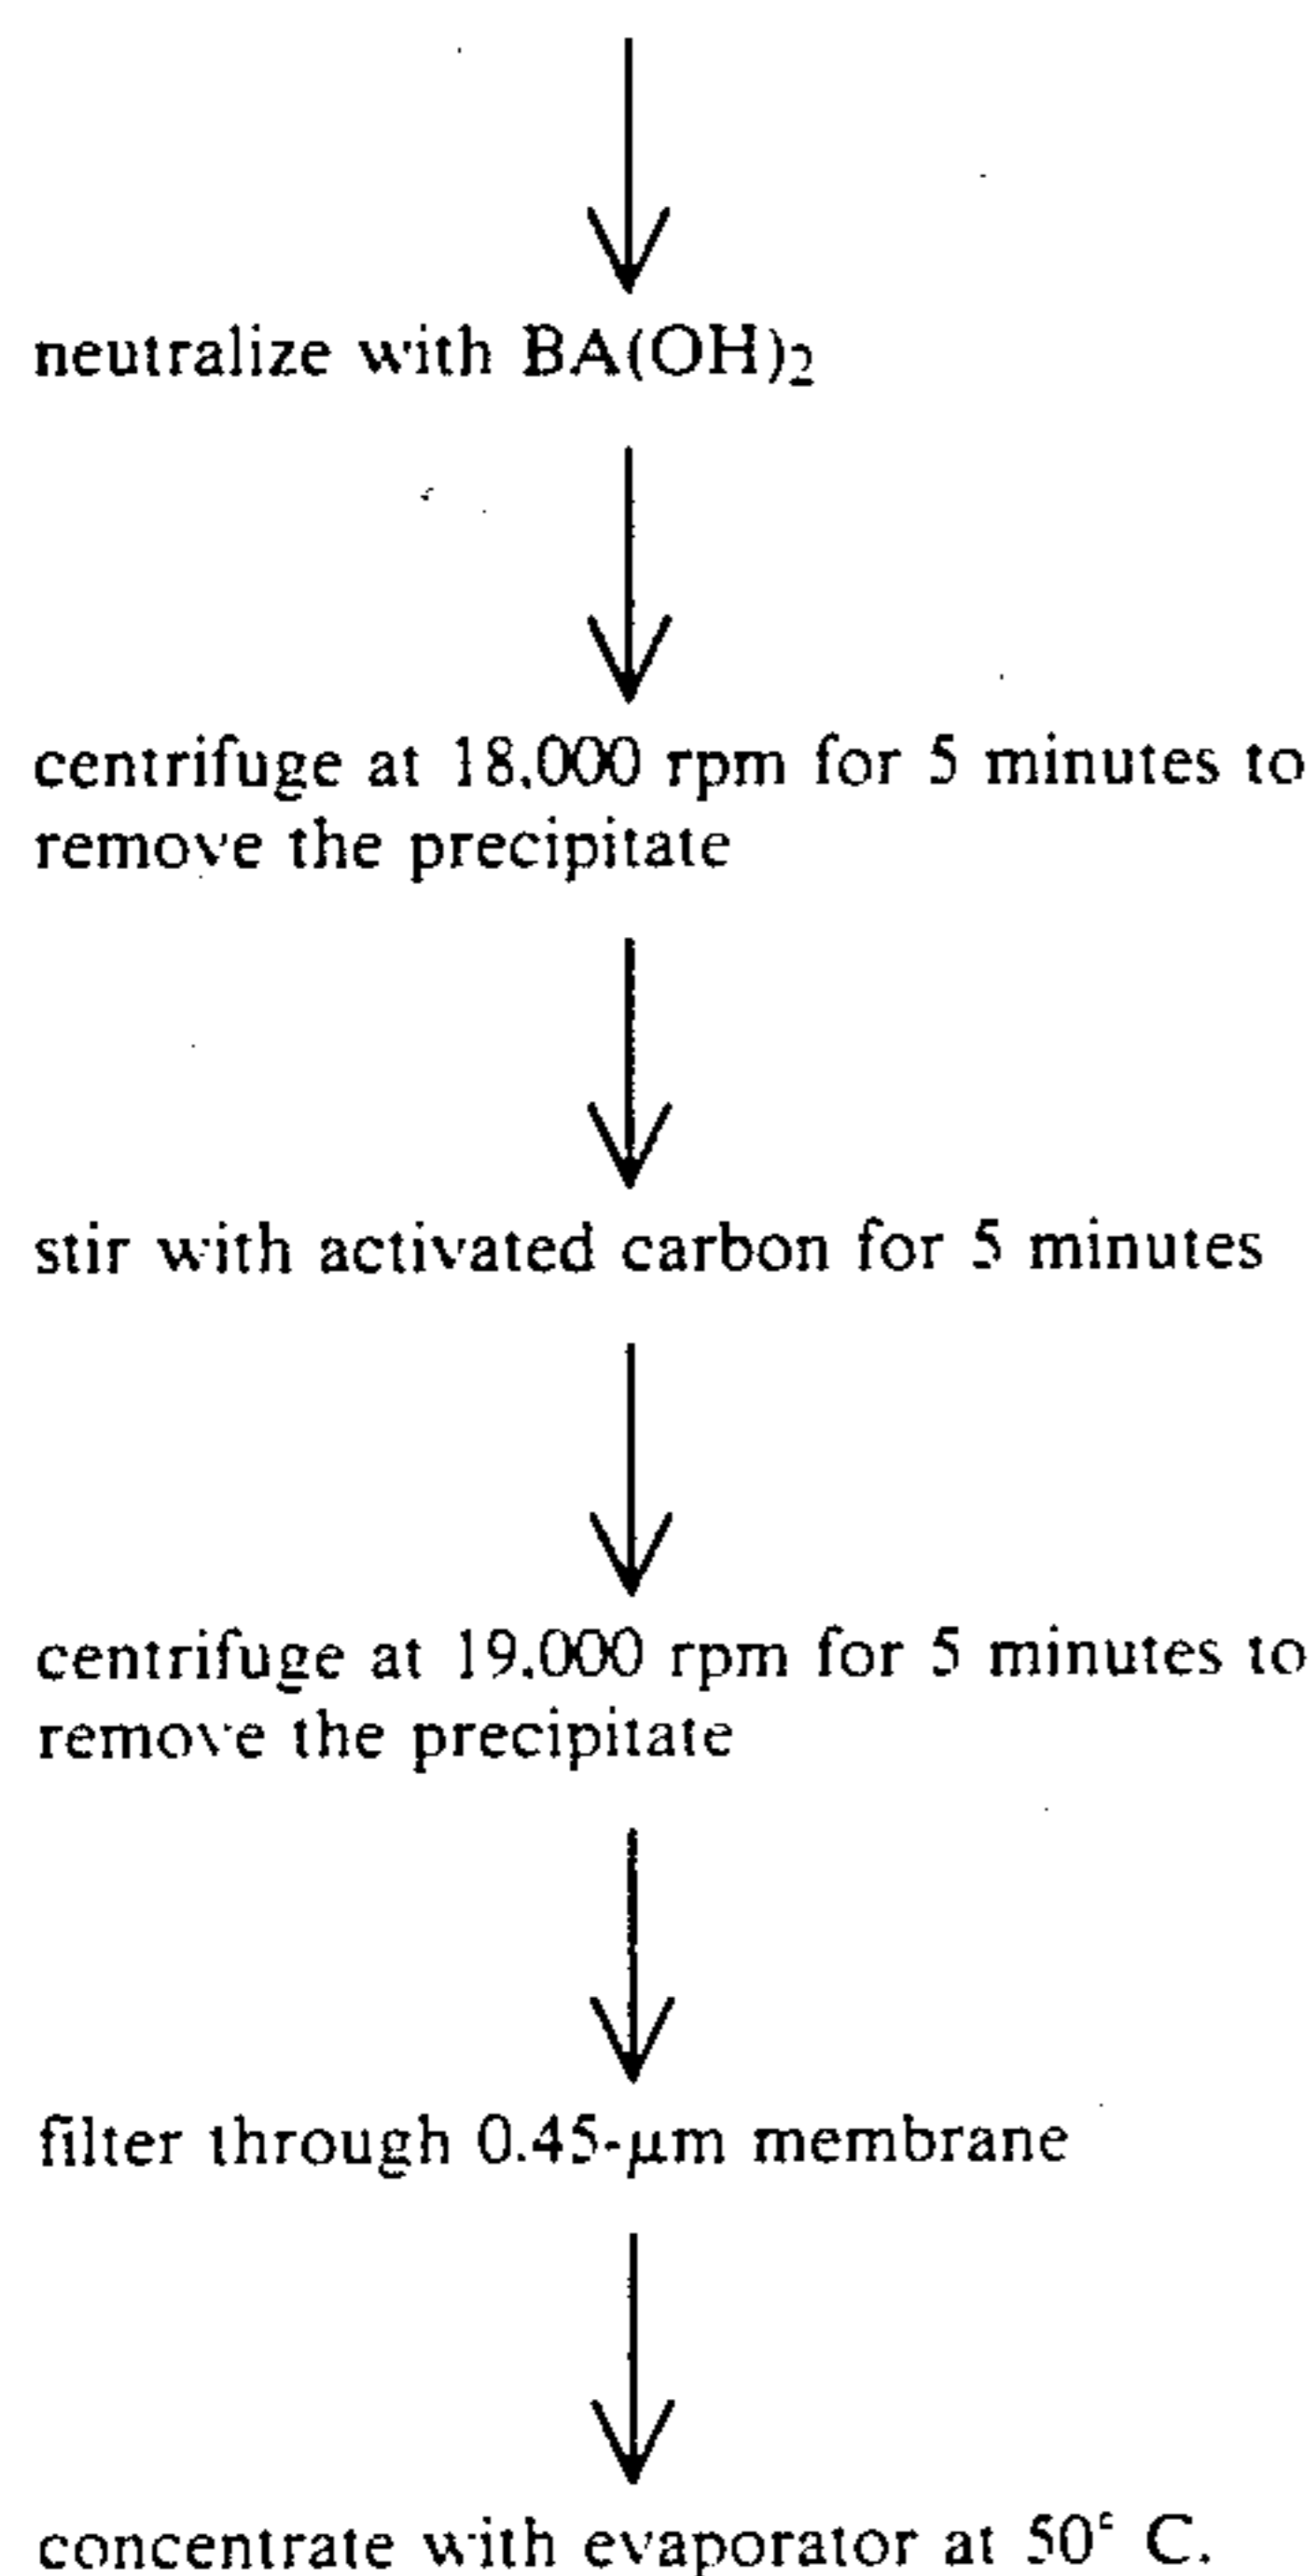 neutralize with BA(OH)₂
centrifuge at 18,000 rpm for 5 minutes to
remove the precipitate
stir with activated carbon for 5 minutes
centrifuge at 19,000 rpm for 5 minutes to
remove the precipitate
filter through 0.45-μm membrane
concentrate with evaporator at 50° C.